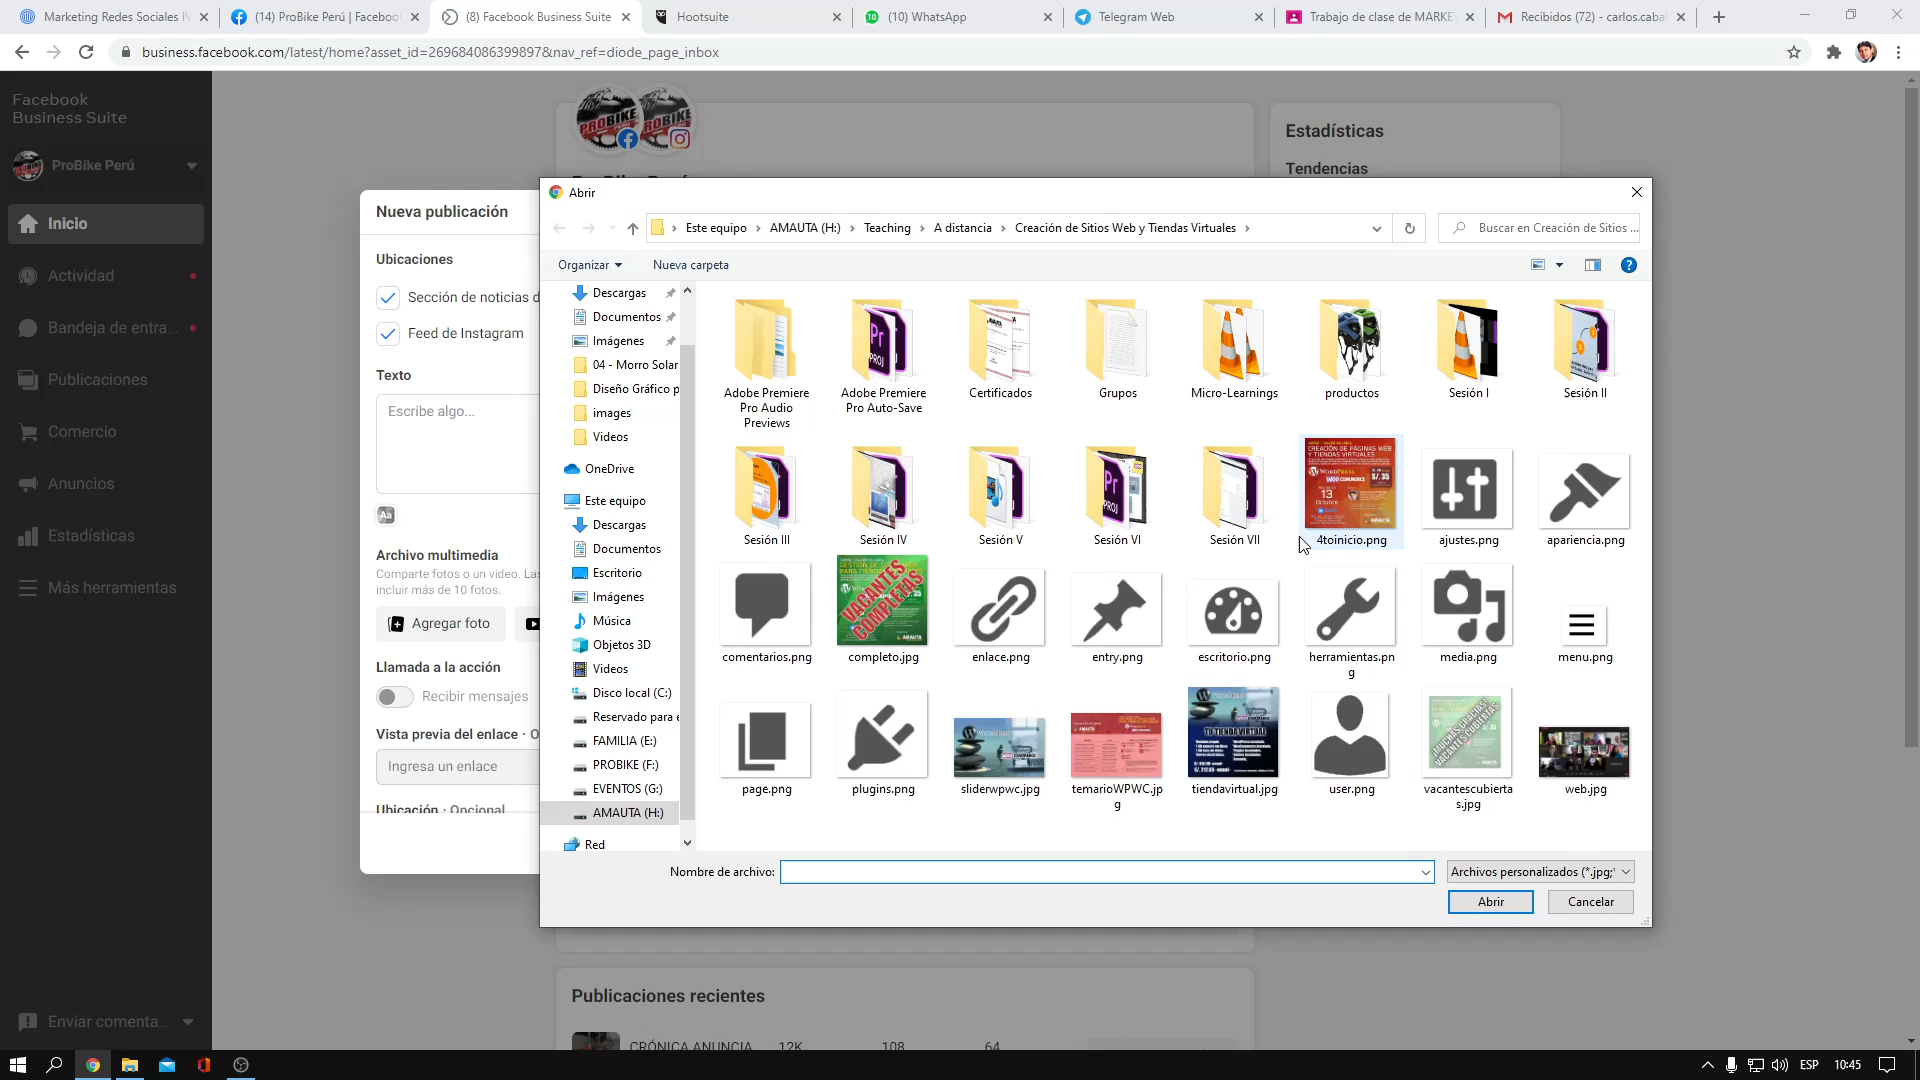 Marketing Redes Sociales IV
(14) ProBike Perú | Facebook
(8) Facebook Business Suite
Hootsuite
(10) WhatsApp
Telegram Web
Trabajo de clase de MARKE
Recibidos (72) - carlos.caba
business.facebook.com/latest/home?asset_id=269684086399897&nav_ref=diode_page_inbox
Facebook
Business Suite
ProBike Perú
Inicio
Actividad
Bandeja de entra...
Publicaciones
Comercio
Anuncios
Estadísticas
Más herramientas
Enviar comenta...
PROBIKE
Estadísticas
Tendencias
Nueva publicación
Ubicaciones
Sección de noticias d
Feed de Instagram
Texto
Escribe algo...
Aa
Archivo multimedia
Comparte fotos o un video. Las
incluir más de 10 fotos.
Agregar foto
Llamada a la acción
Recibir mensajes
Vista previa del enlace · O
Ingresa un enlace
Ubicación · Opcional
Abrir
Este equipo
AMAUTA (H:)
Teaching
A distancia
Creación de Sitios Web y Tiendas Virtuales
Buscar en Creación de Sitios ...
Organizar
Nueva carpeta
Descargas
Documentos
Imágenes
04 - Morro Solar
Diseño Gráfico p
images
Videos
OneDrive
Este equipo
Descargas
Documentos
Escritorio
Imágenes
Música
Objetos 3D
Videos
Disco local (C:)
Reservado para e
FAMILIA (E:)
PROBIKE (F:)
EVENTOS (G:)
AMAUTA (H:)
Red
Adobe Premiere Pro Audio Previews
Adobe Premiere Pro Auto-Save
Certificados
Grupos
Micro-Learnings
productos
Sesión I
Sesión II
Sesión III
Sesión IV
Sesión V
Sesión VI
Sesión VII
4toinicio.png
ajustes.png
apariencia.png
comentarios.png
completo.jpg
enlace.png
entry.png
escritorio.png
herramientas.png
media.png
menu.png
page.png
plugins.png
sliderwpwc.jpg
temarioWPWC.jpg
tiendavirtual.jpg
user.png
vacantescubiertas.jpg
web.jpg
Nombre de archivo:
Archivos personalizados (*.jpg;*
Abrir
Cancelar
Publicaciones recientes
CRÓNICA ANUNCIA
12K
108
64
ESP
10:45